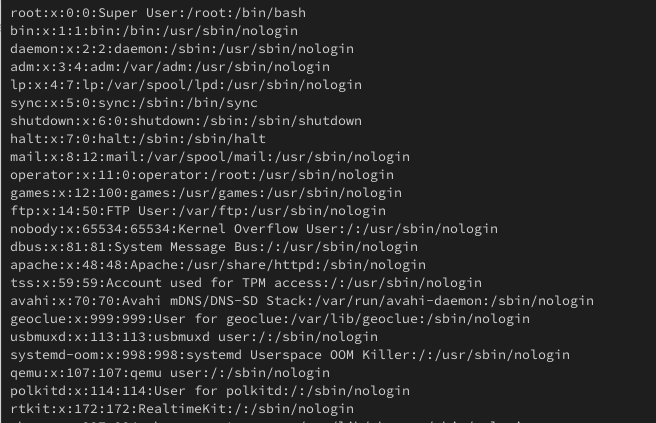 root:x:0:0:Super User:/root:/bin/bash
bin:x:1:1:bin:/bin:/usr/sbin/nologin
daemon:x:2:2:daemon:/sbin:/usr/sbin/nologin
adm:x:3:4:adm:/var/adm:/usr/sbin/nologin
lp:x:4:7:lp:/var/spool/lpd:/usr/sbin/nologin
sync:x:5:0:sync:/sbin:/bin/sync
shutdown:x:6:0:shutdown:/sbin:/sbin/shutdown
halt:x:7:0:halt:/sbin:/sbin/halt
mail:x:8:12:mail:/var/spool/mail:/usr/sbin/nologin
operator:x:11:0:operator:/root:/usr/sbin/nologin
games:x:12:100:games:/usr/games:/usr/sbin/nologin
ftp:x:14:50:FTP User:/var/ftp:/usr/sbin/nologin
nobody:x:65534:65534:Kernel Overflow User:/:/usr/sbin/nologin
dbus:x:81:81:System Message Bus:/:/usr/sbin/nologin
apache:x:48:48:Apache:/usr/share/httpd:/sbin/nologin
tss:x:59:59:Account used for TPM access:/:/usr/sbin/nologin
avahi:x:70:70:Avahi mDNS/DNS-SD Stack:/var/run/avahi-daemon:/sbin/nologin
geoclue:x:999:999:User for geoclue:/var/lib/geoclue:/sbin/nologin
usbmuxd:x:113:113:usbmuxd user:/:/sbin/nologin
systemd-oom:x:998:998:systemd Userspace OOM Killer:/:/usr/sbin/nologin
qemu:x:107:107:qemu user:/:/sbin/nologin
polkitd:x:114:114:User for polkitd:/:/sbin/nologin
rtkit:x:172:172:RealtimeKit:/:/sbin/nologin